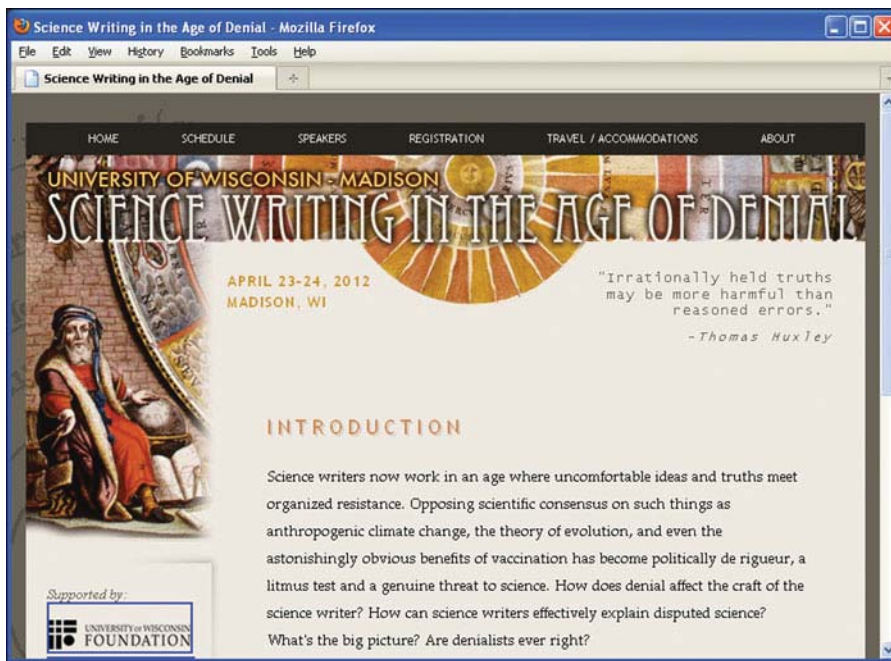 Science Writing in the Age of Denial - Mozilla Firefox
File Edit View History Bookmarks Tools Help
Science Writing in the Age of Denial
HOME SCHEDULE SPEAKERS REGISTRATION TRAVEL / ACCOMMODATIONS ABOUT
UNIVERSITY OF WISCONSIN - MADISON
SCIENCE WRITING IN THE AGE OF DENIAL
APRIL 23-24, 2012
MADISON, WI
"Irrationally held truths
may be more harmful than
reasoned errors."
-Thomas Huxley
INTRODUCTION
Science writers now work in an age where uncomfortable ideas and truths meet
organized resistance. Opposing scientific consensus on such things as
anthropogenic climate change, the theory of evolution, and even the
astonishingly obvious benefits of vaccination has become politically de rigueur, a
litmus test and a genuine threat to science. How does denial affect the craft of the
science writer? How can science writers effectively explain disputed science?
What's the big picture? Are denialists ever right?
Supported by:
UNIVERSITY of WISCONSIN
FOUNDATION